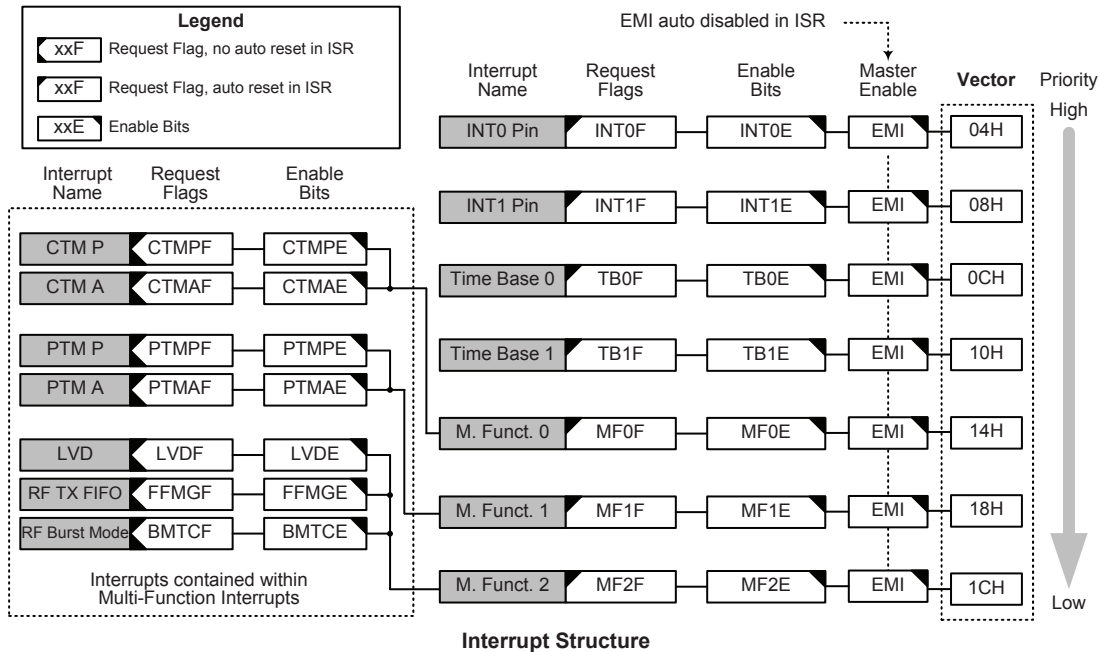 Legend
xxF Request Flag, no auto reset in ISR
xxF Request Flag, auto reset in ISR
xxE Enable Bits
EMI auto disabled in ISR
Interrupt Name Request Flags Enable Bits Master Enable Vector Priority
High
INT0 Pin INT0F INT0E EMI 04H
INT1 Pin INT1F INT1E EMI 08H
Time Base 0 TB0F TB0E EMI 0CH
Time Base 1 TB1F TB1E EMI 10H
M. Funct. 0 MF0F MF0E EMI 14H
M. Funct. 1 MF1F MF1E EMI 18H
M. Funct. 2 MF2F MF2E EMI 1CH
Low
Interrupt Name Request Flags Enable Bits
CTM P CTMPF CTMPE
CTM A CTMAF CTMAE
PTM P PTMPF PTMPE
PTM A PTMAF PTMAE
LVD LVDF LVDE
RF TX FIFO FFMGF FFMGE
RF Burst Mode BMTCF BMTCE
Interrupts contained within
Multi-Function Interrupts
Interrupt Structure